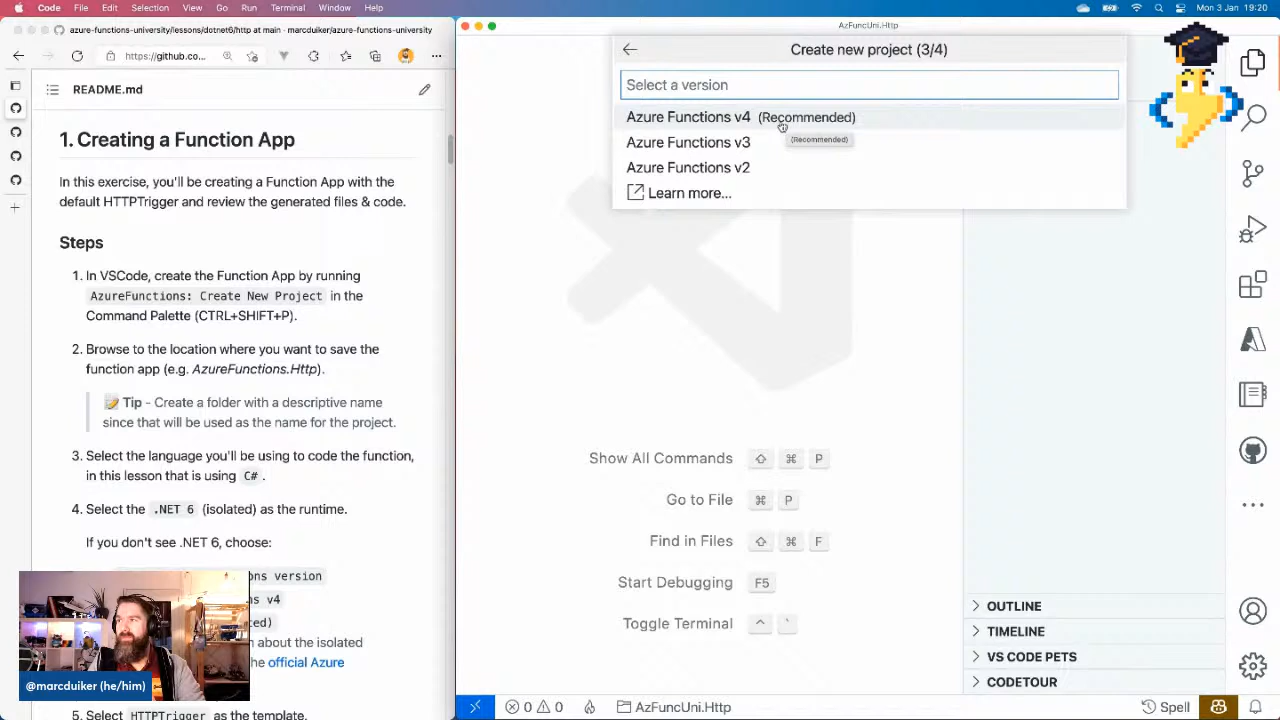 Run
Terminal
Window
Help
Mon 3 Jan 19:20
azure-functions-university/lessons/dotnet6/http at main · marcduiker/azure-functions-university
https://github.co...
README.md
1. Creating a Function App
In this exercise, you'll be creating a Function App with the
default HTTPTrigger and review the generated files & code.
Steps
1. In VSCode, create the Function App by running
AzureFunctions: Create New Project in the
Command Palette (CTRL+SHIFT+P).
2. Browse to the location where you want to save the
function app (e.g. AzureFunctions.Http).
Tip - Create a folder with a descriptive name
since that will be used as the name for the project.
3. Select the language you'll be using to code the function,
in this lesson that is using C# .
4. Select the .NET 6 (isolated) as the runtime.
If you don't see .NET 6, choose:
ons version
s v4
ed)
n about the isolated
he official Azure
@marcduiker (he/him)
5. Select HTTPTrigger as the template.
AzFuncUni.Http
Create new project (3/4)
Select a version
Azure Functions v4 (Recommended)
(Recommended)
Azure Functions v3
Azure Functions v2
Learn more...
Show All Commands ⇧ ⌘ P
Go to File ⌘ P
Find in Files ⇧ ⌘ F
Start Debugging F5
Toggle Terminal ^ `
OUTLINE
TIMELINE
VS CODE PETS
CODETOUR
0 0 AzFuncUni.Http
Spell